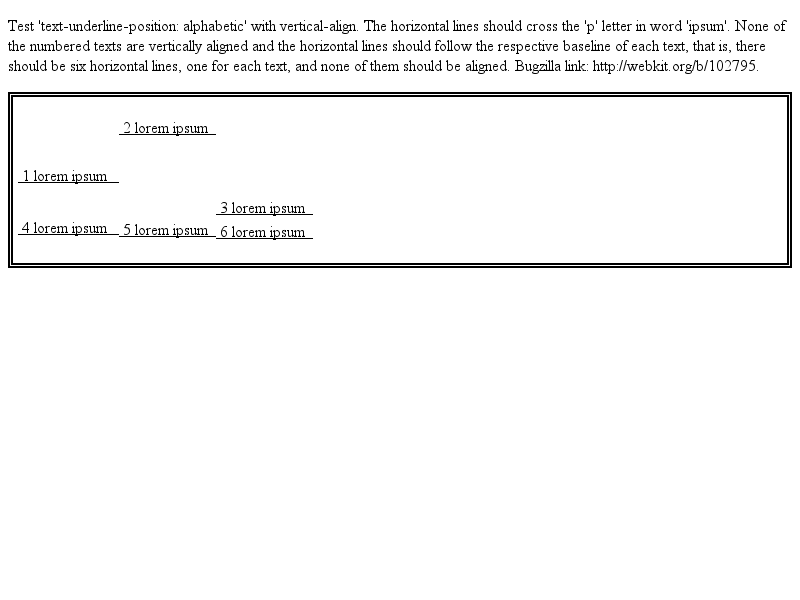 Test 'text-underline-position: alphabetic' with vertical-align. The horizontal lines should cross the 'p' letter in word 'ipsum'. None of
the numbered texts are vertically aligned and the horizontal lines should follow the respective baseline of each text, that is, there
should be six horizontal lines, one for each text, and none of them should be aligned. Bugzilla link: http://webkit.org/b/102795.
2 lorem ipsum
1 lorem ipsum
3 lorem ipsum
4 lorem ipsum 5 lorem ipsum 6 lorem ipsum